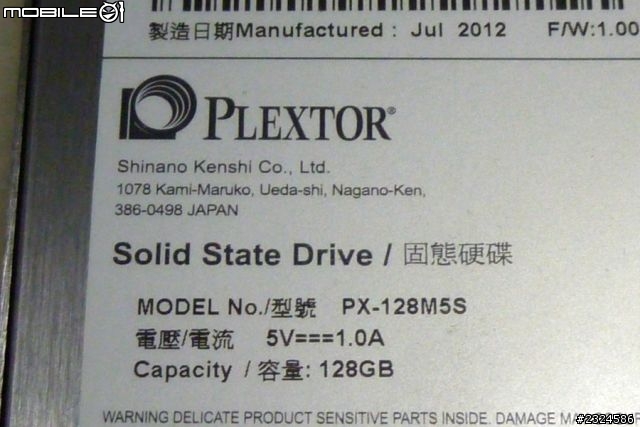 MOBILE01
製造日期Manufactured : Jul 2012 F/W:1.00
PLEXTOR®
Shinano Kenshi Co., Ltd.
1078 Kami-Maruko, Ueda-shi, Nagano-Ken,
386-0498 JAPAN
Solid State Drive / 固態硬碟
MODEL No./型號 PX-128M5S
電壓/電流 5V===1.0A
Capacity / 容量: 128GB
WARNING DELICATE PRODUCT SENSITIVE PARTS INSIDE. DAMAGE MA
#2324586